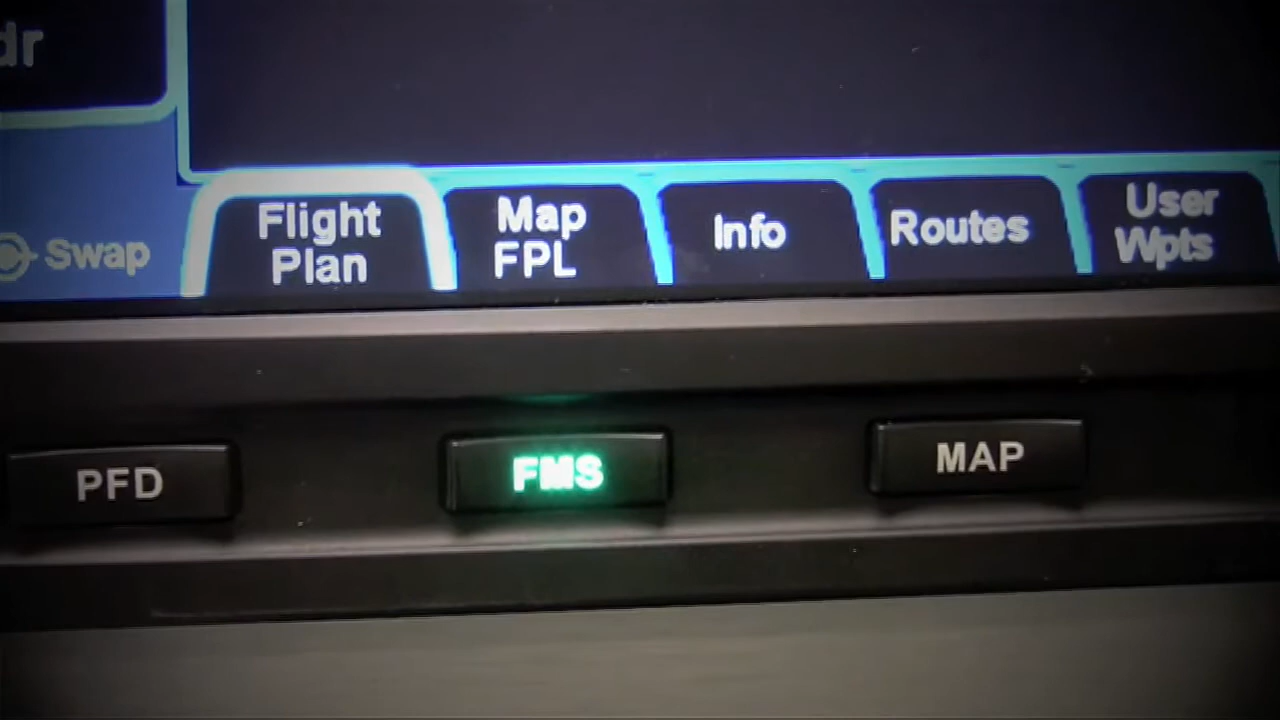 dr
Swap
Flight
Plan
Map
FPL
Info
Routes
User
Wpts
PFD
FMS
MAP